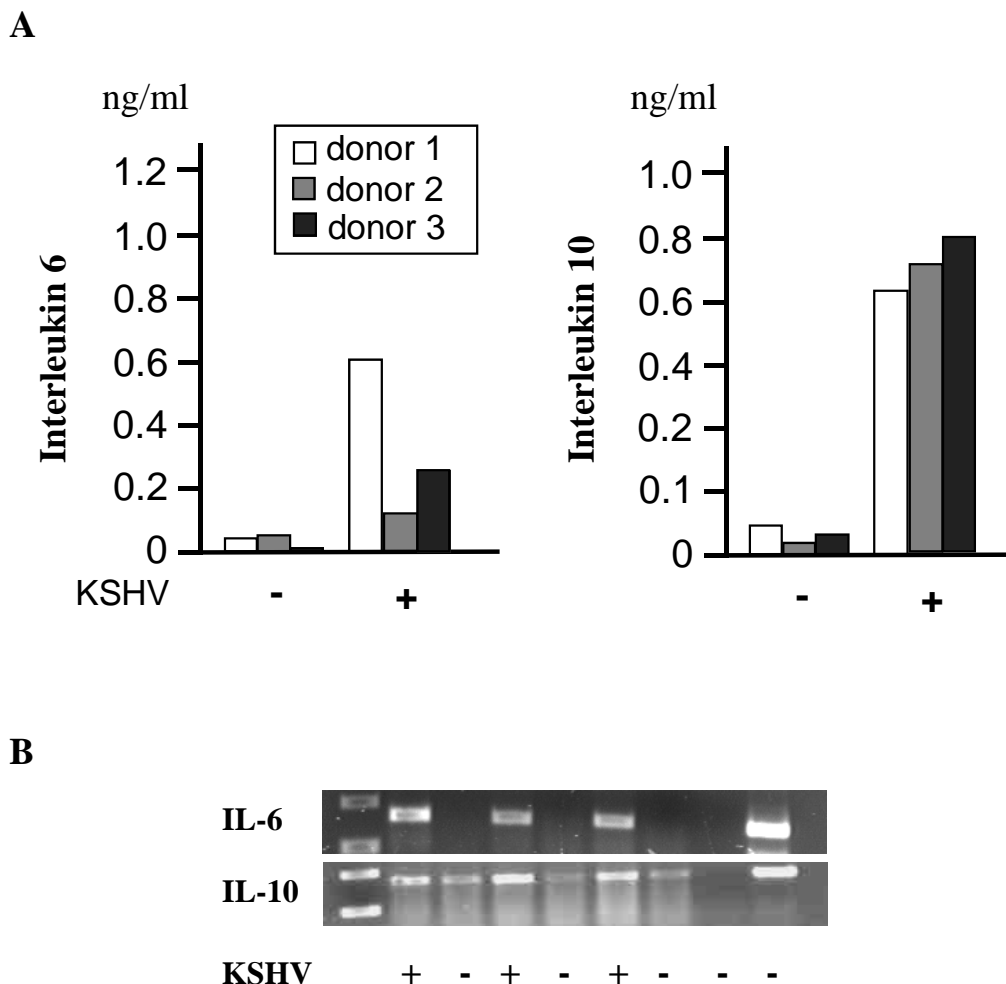 A
ng/ml
Interleukin 6
1.2
1.0
0.8
0.6
0.4
0.2
0
donor 1
donor 2
donor 3
KSHV - +
ng/ml
Interleukin 10
1.0
0.8
0.6
0.4
0.2
0.1
0
- +
B
IL-6
IL-10
KSHV + - + - + - - -